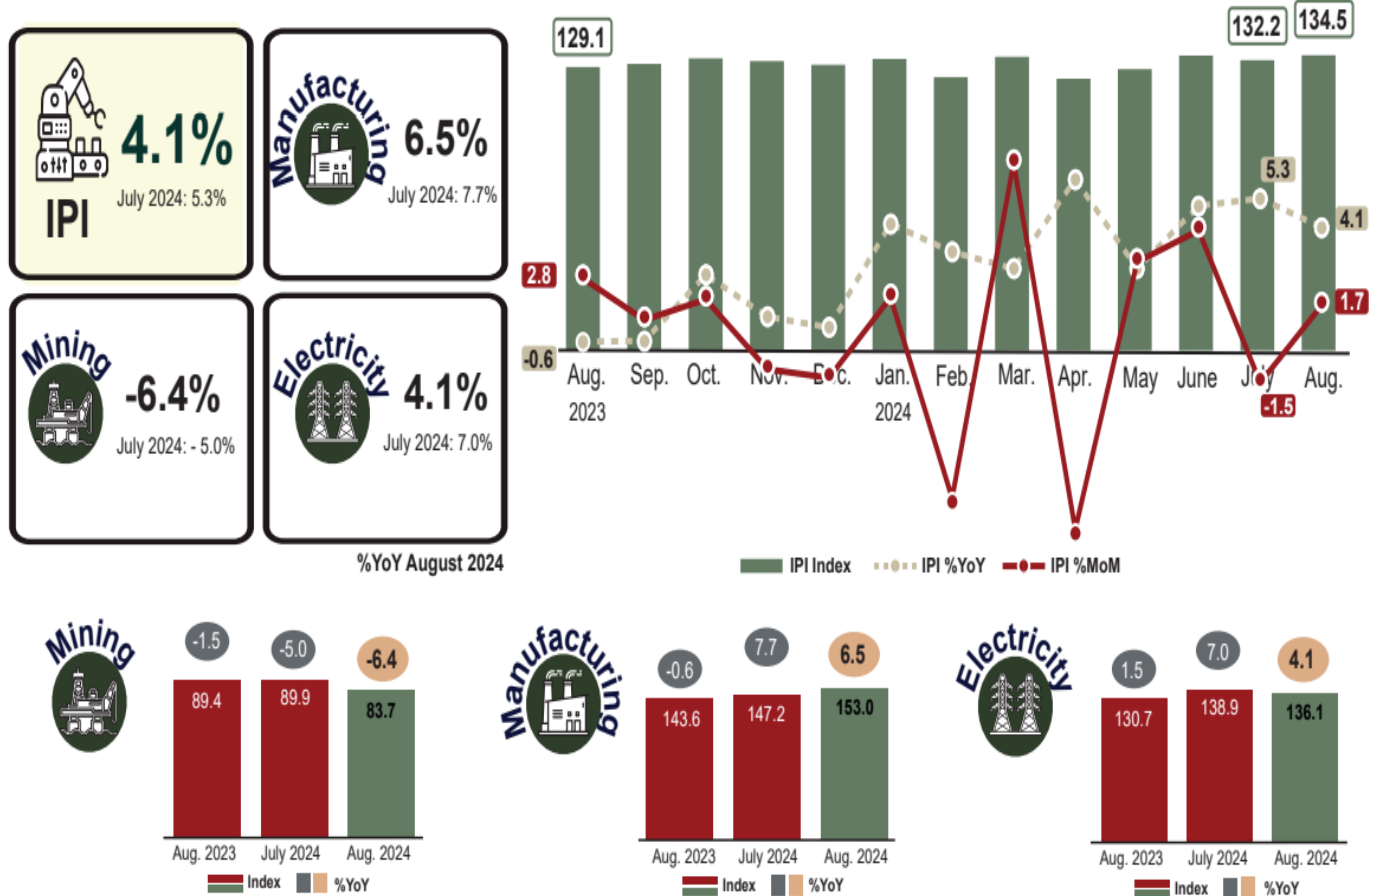 IPI
4.1%
July 2024: 5.3%
Manufacturing
6.5%
July 2024: 7.7%
Mining
-6.4%
July 2024: - 5.0%
Electricity
4.1%
July 2024: 7.0%
%YoY August 2024
129.1
132.2
134.5
5.3
4.1
2.8
1.7
-0.6
-1.5
Aug. Sep. Oct. Nov. Dec. Jan. Feb. Mar. Apr. May June July Aug.
2023 2024
IPI Index IPI %YoY IPI %MoM
Mining
-1.5 -5.0 -6.4
89.4 89.9 83.7
Aug. 2023 July 2024 Aug. 2024
Index %YoY
Manufacturing
-0.6 7.7 6.5
143.6 147.2 153.0
Aug. 2023 July 2024 Aug. 2024
Index %YoY
Electricity
1.5 7.0 4.1
130.7 138.9 136.1
Aug. 2023 July 2024 Aug. 2024
Index %YoY